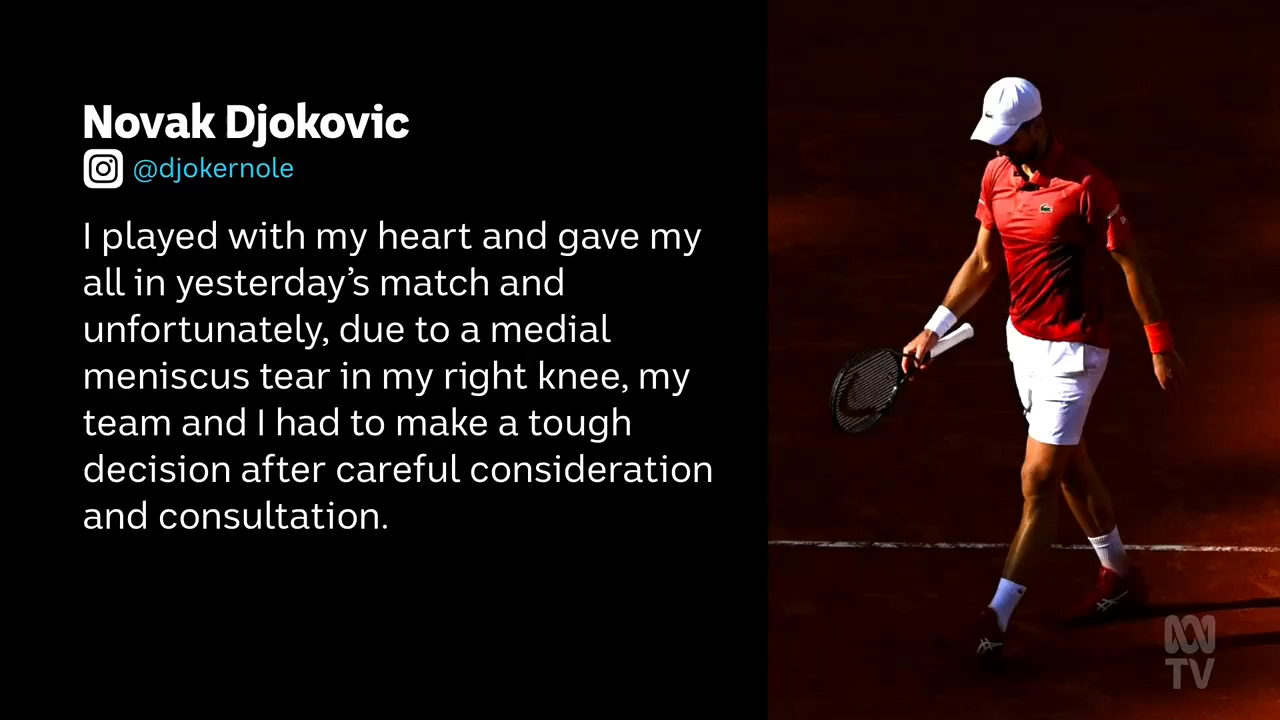 Novak Djokovic
@djokernole
I played with my heart and gave my
all in yesterday’s match and
unfortunately, due to a medial
meniscus tear in my right knee, my
team and I had to make a tough
decision after careful consideration
and consultation.
TV